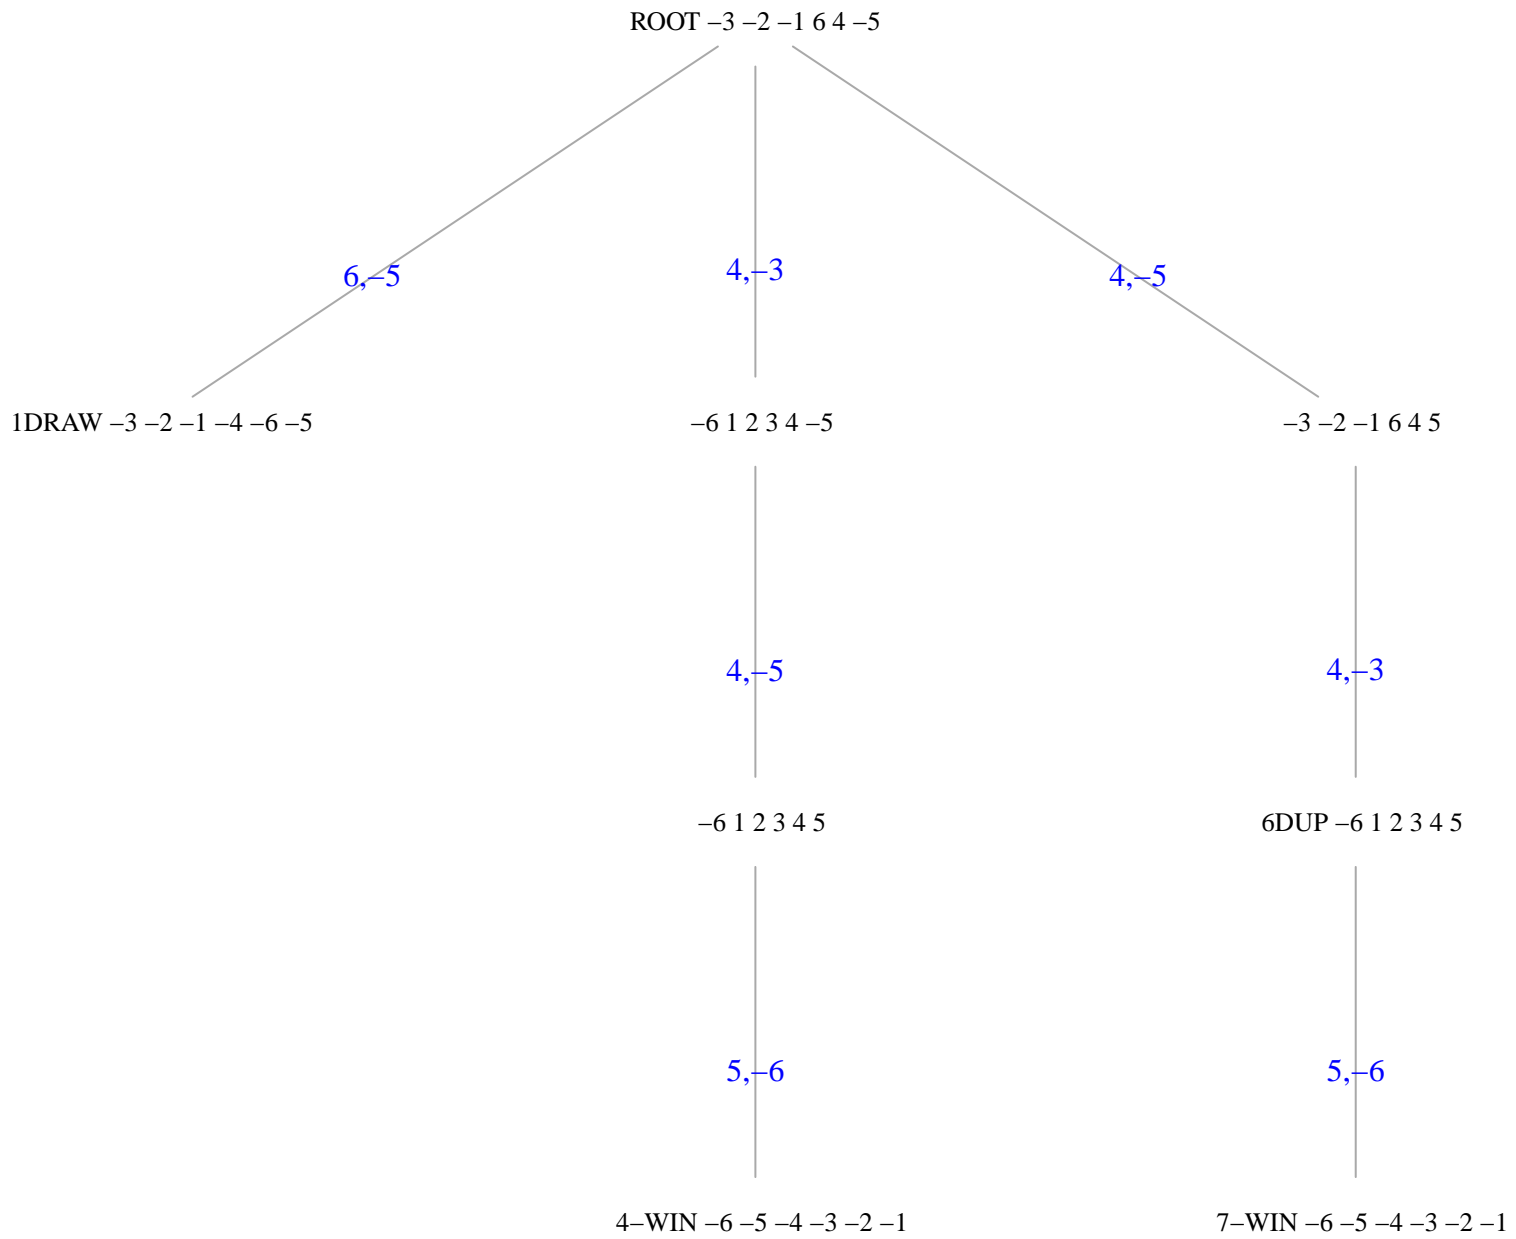 ROOT –3 –2 –1 6 4 –5
6,–5
4,–3
4,–5
1DRAW –3 –2 –1 –4 –6 –5
–6 1 2 3 4 –5
–3 –2 –1 6 4 5
4,–5
4,–3
–6 1 2 3 4 5
6DUP –6 1 2 3 4 5
5,–6
5,–6
4–WIN –6 –5 –4 –3 –2 –1
7–WIN –6 –5 –4 –3 –2 –1